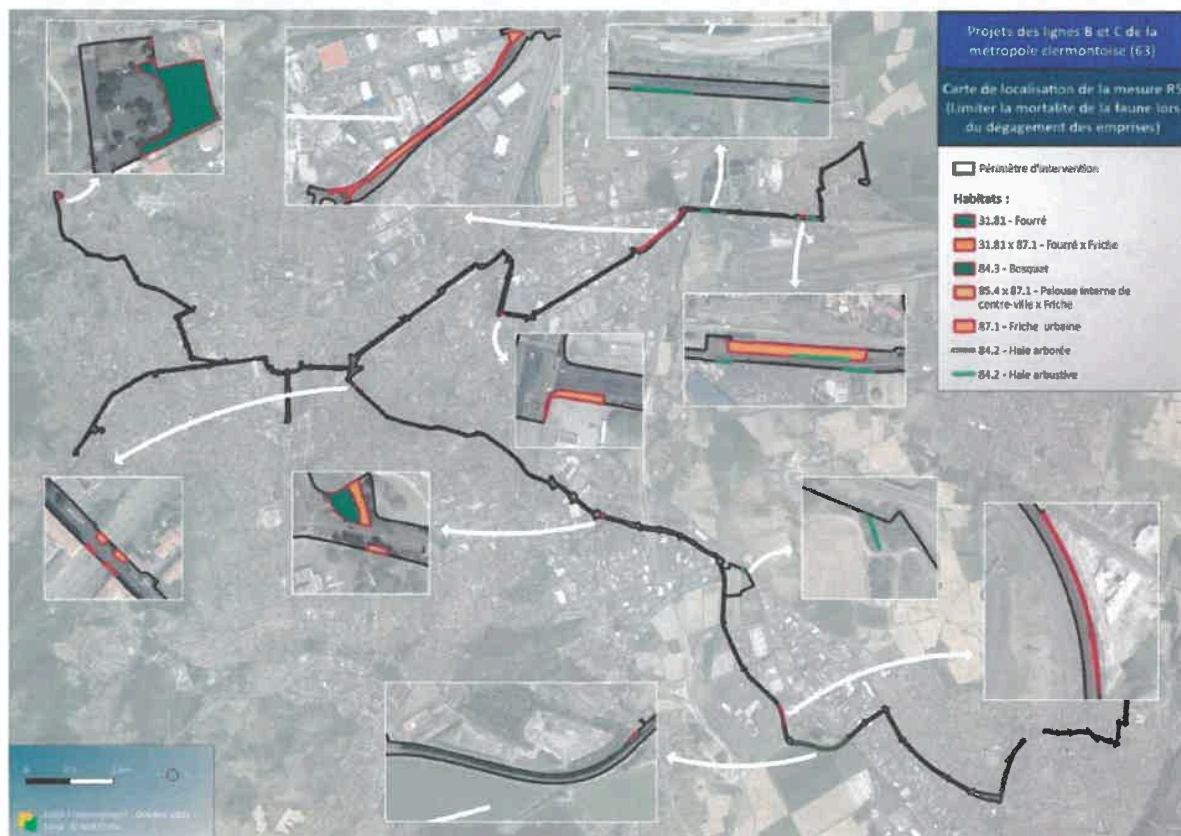 Projets des lignes B et C de la
métropole clermontoise (63)
Carte de localisation de la mesure R5
(Limiter la mortalité de la faune lors
du dégagement des emprises)
Périmètre d'intervention
Habitats :
31.81 - Fourré
31.81 x 87.1 - Fourré x Friche
84.3 - Bosquet
85.4 x 87.1 - Pelouse interne de
centre-ville x Friche
87.1 - Friche urbaine
84.2 - Haie arborée
84.2 - Haie arbustive